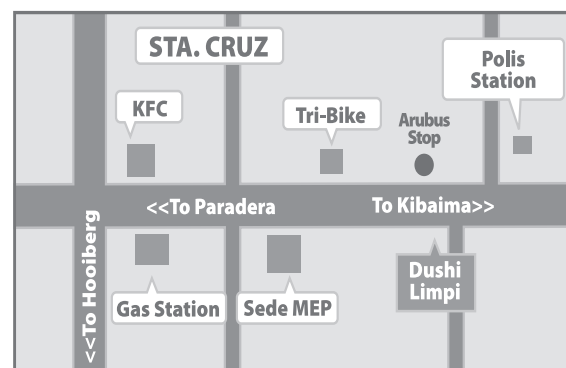 STA. CRUZ
Polis
Station
KFC
Tri-Bike
Arubus
Stop
<<To Paradera
To Kibaima>>
<<To Hooiberg
Gas Station
Sede MEP
Dushi
Limpi